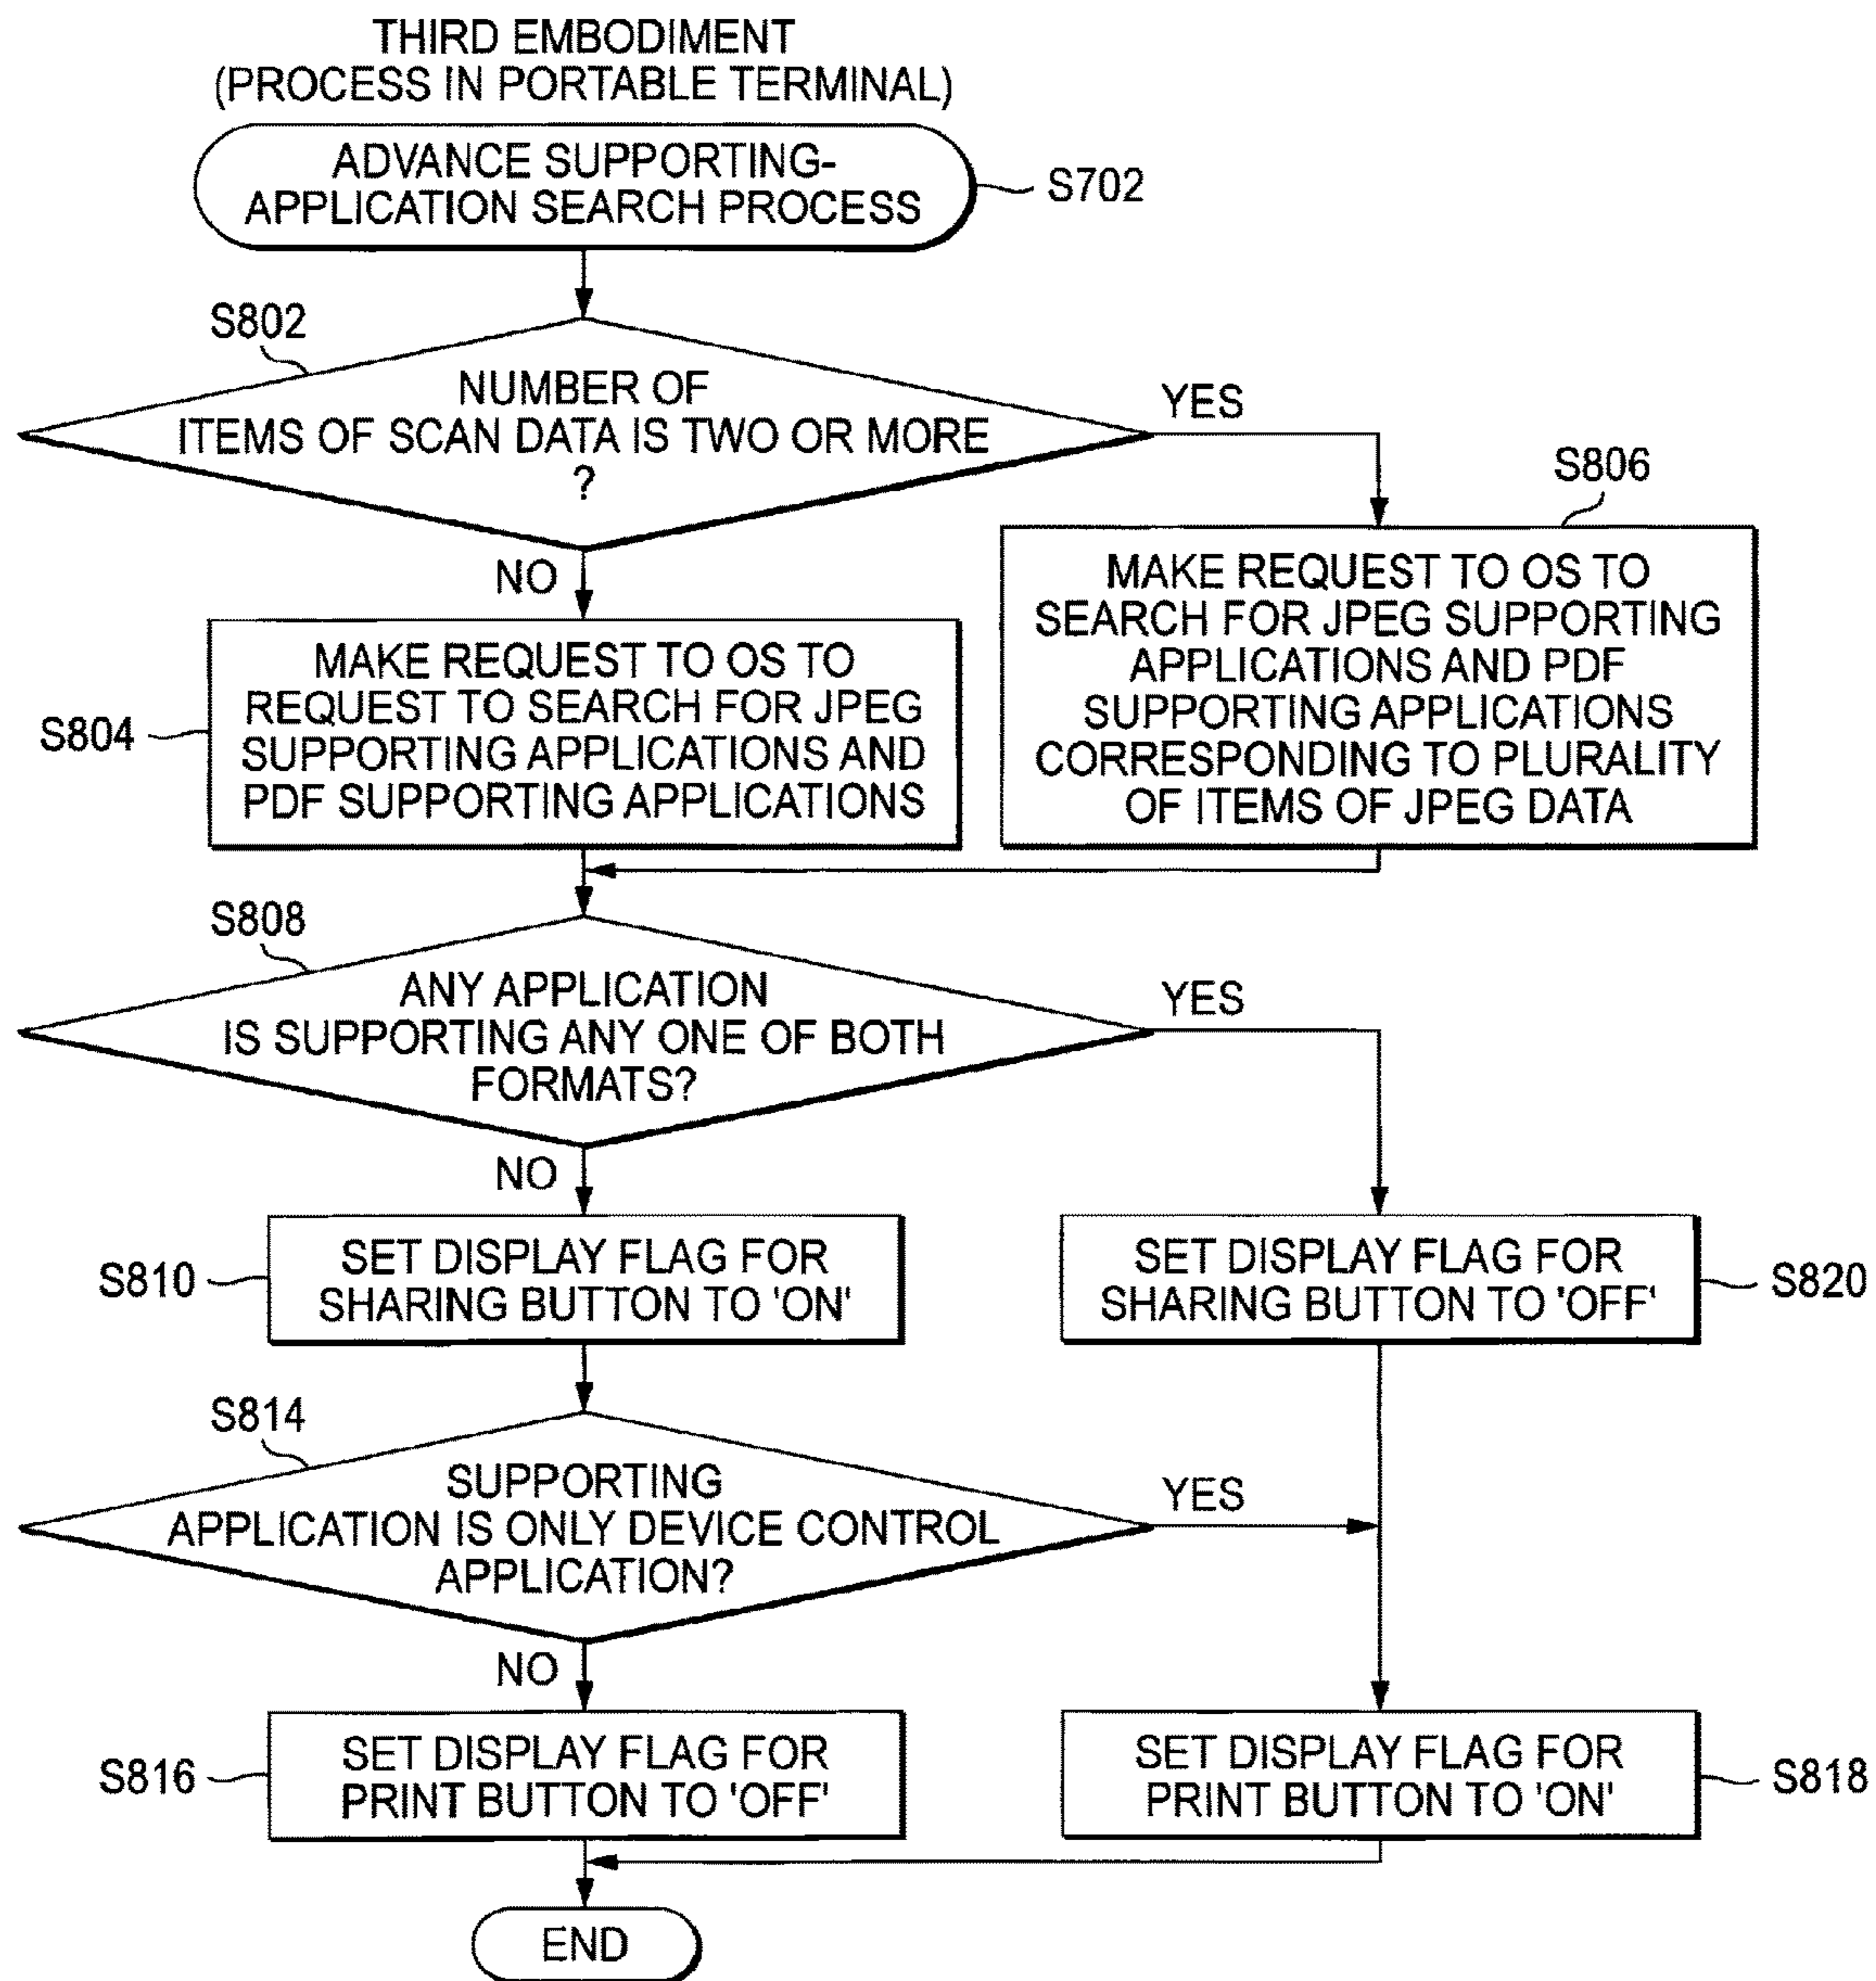 THIRD EMBODIMENT
(PROCESS IN PORTABLE TERMINAL)
ADVANCE SUPPORTING-
APPLICATION SEARCH PROCESS
S702
S802
NUMBER OF
ITEMS OF SCAN DATA IS TWO OR MORE
?
YES
NO
S806
MAKE REQUEST TO OS TO
SEARCH FOR JPEG SUPPORTING
APPLICATIONS AND PDF
SUPPORTING APPLICATIONS
CORRESPONDING TO PLURALITY
OF ITEMS OF JPEG DATA
S804
MAKE REQUEST TO OS TO
REQUEST TO SEARCH FOR JPEG
SUPPORTING APPLICATIONS AND
PDF SUPPORTING APPLICATIONS
S808
ANY APPLICATION
IS SUPPORTING ANY ONE OF BOTH
FORMATS?
YES
NO
S810
SET DISPLAY FLAG FOR
SHARING BUTTON TO 'ON'
SET DISPLAY FLAG FOR
SHARING BUTTON TO 'OFF'
S820
S814
SUPPORTING
APPLICATION IS ONLY DEVICE CONTROL
APPLICATION?
YES
NO
S816
SET DISPLAY FLAG FOR
PRINT BUTTON TO 'OFF'
SET DISPLAY FLAG FOR
PRINT BUTTON TO 'ON'
S818
END